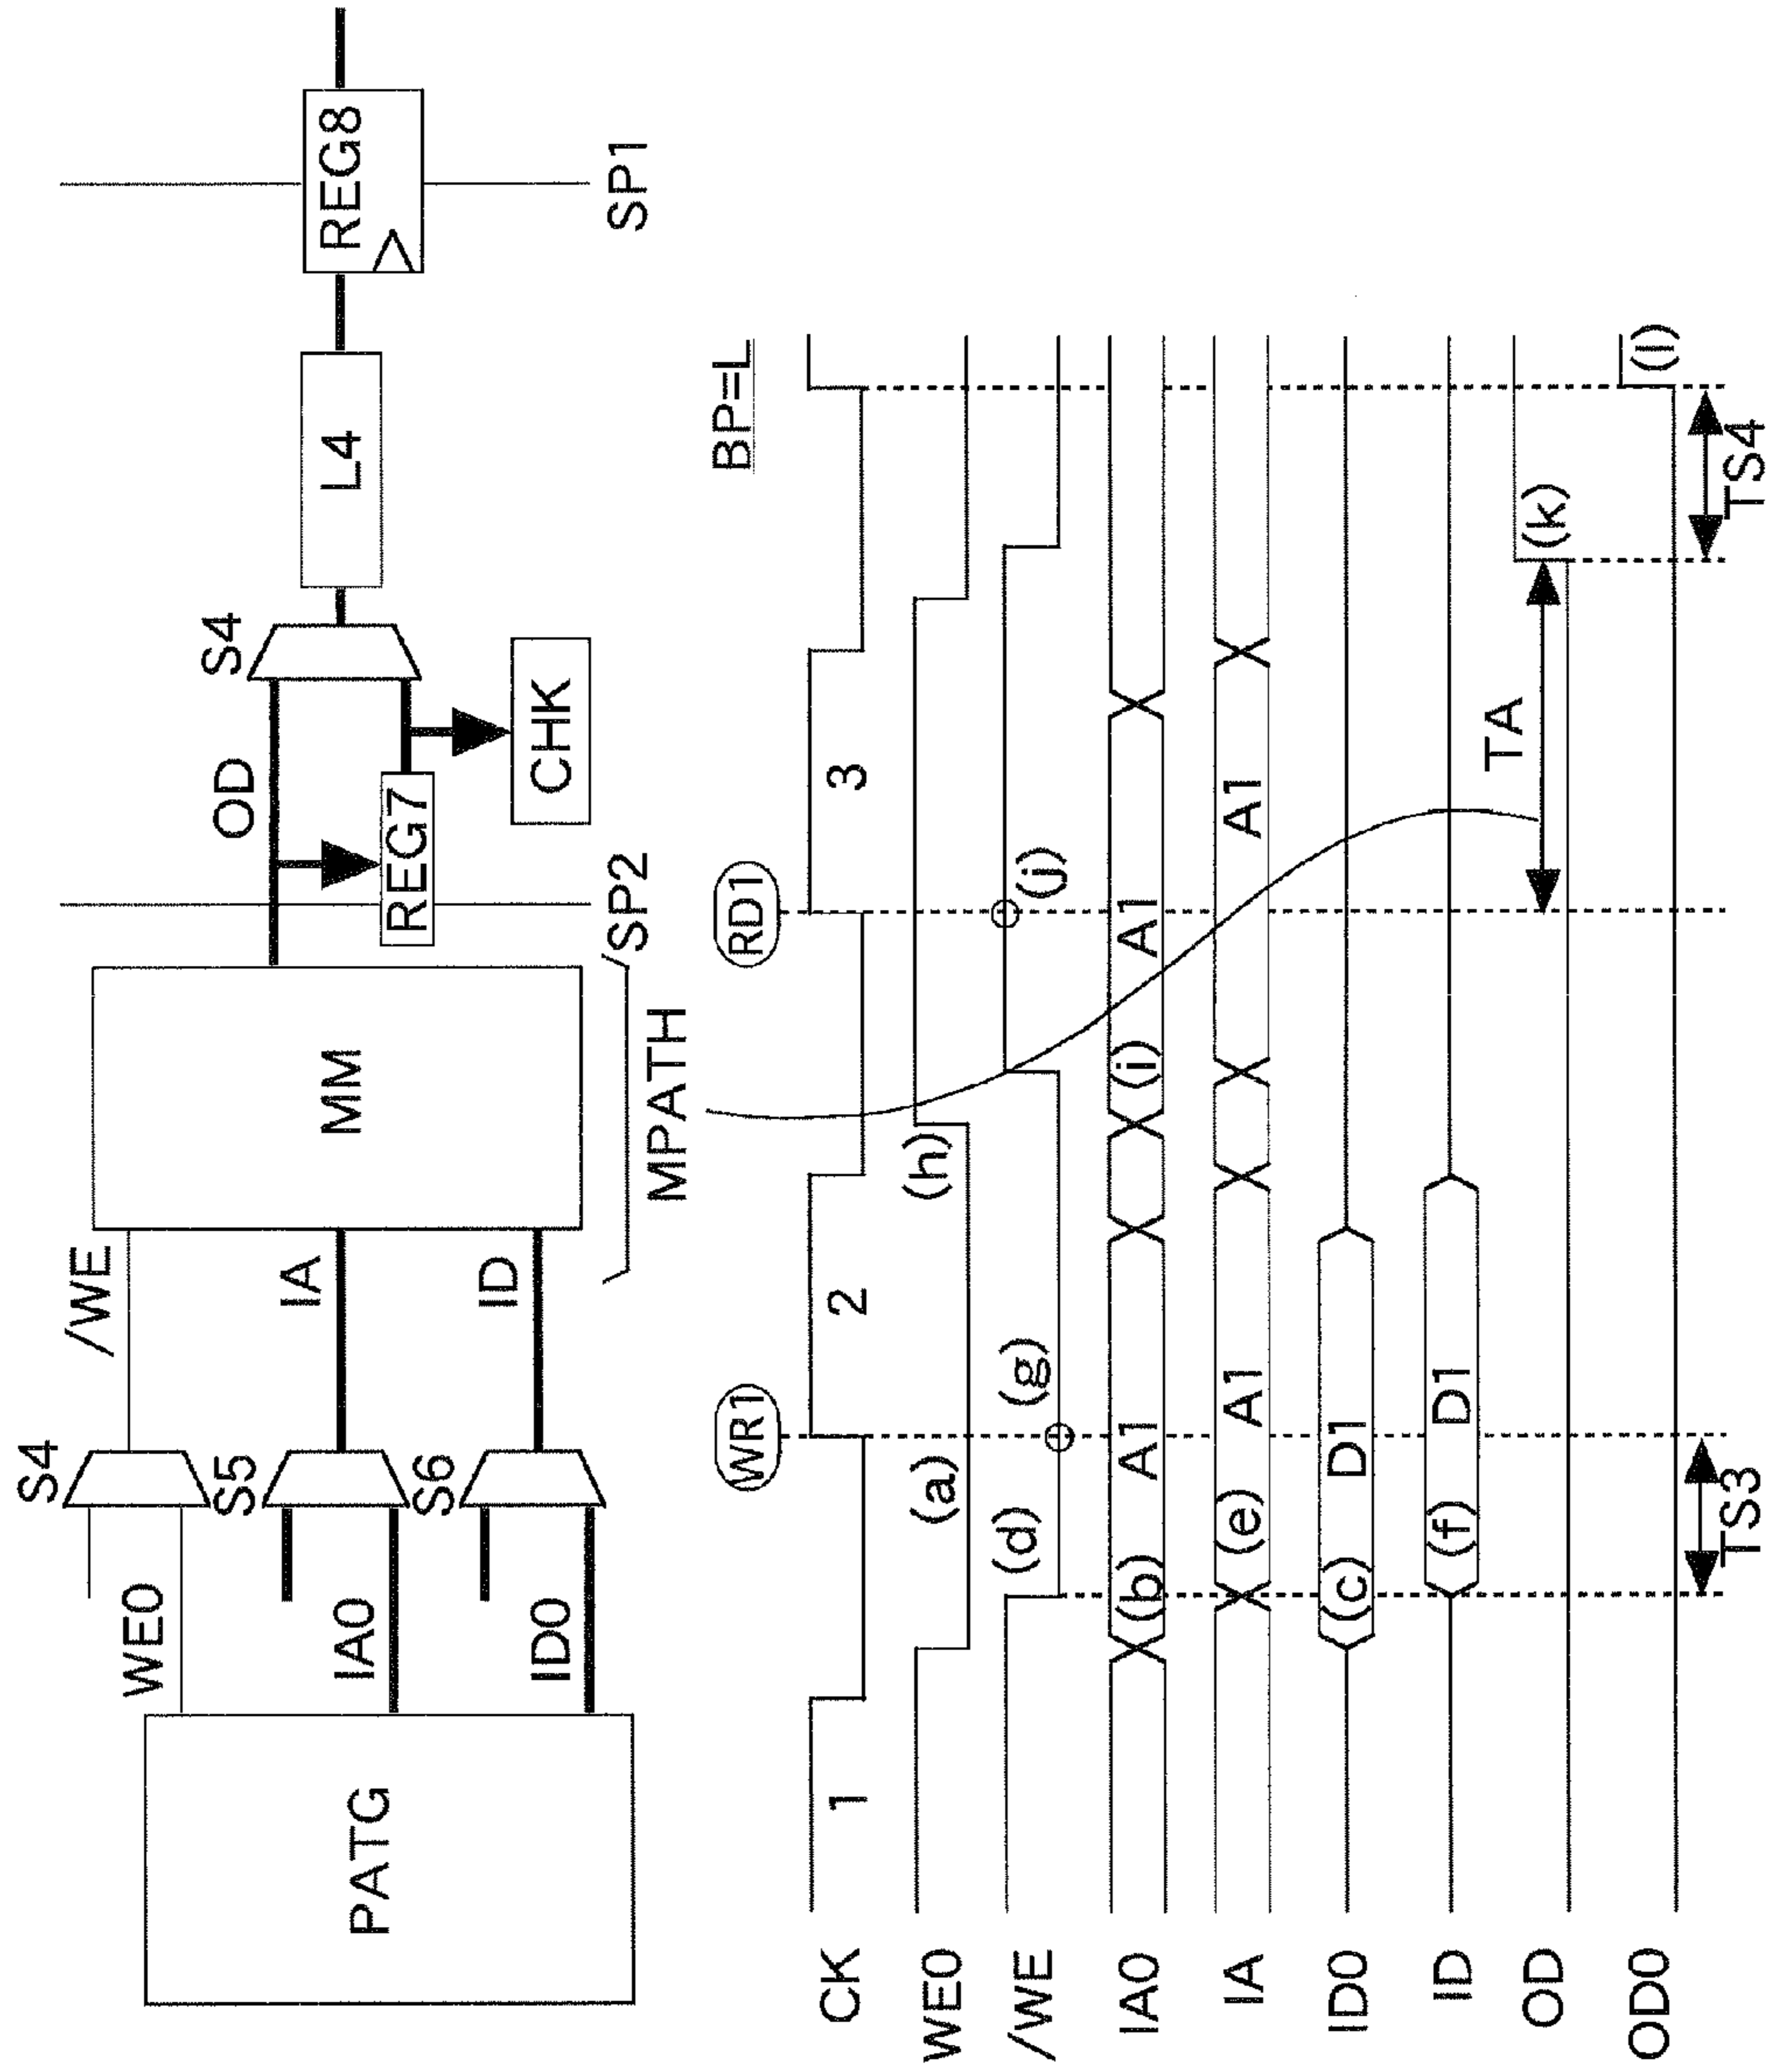 PATG
WE0
IA0
ID0
S4
S5
S6
/WE
IA
ID
MM
MPATH
SP2
OD
REG7
CHK
S4
L4
REG8
SP1
WR1
RD1
BP=L
CK
1
2
3
WE0
(a)
(h)
/WE
(d)
(g)
(j)
IA0
(b)
A1
(i)
A1
IA
(e)
A1
A1
ID0
(c)
D1
ID
(f)
D1
OD
TA
(k)
OD0
(l)
TS3
TS4